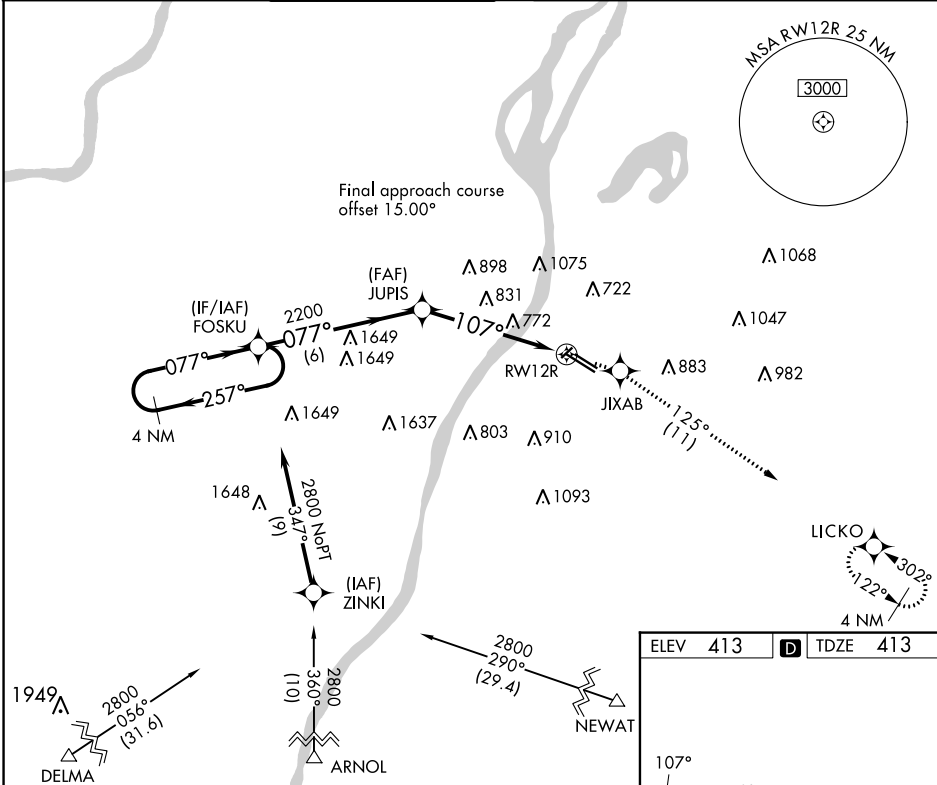 MSA RW12R 25 NM
3000
Final approach course
offset 15.00°
1068
898
1075
(FAF)
JUPIS
831
722
(IF/IAF)
FOSKU
2200
077°
(6)
1649
1649
107°
772
1047
RW12R
077°
257°
4 NM
883
982
JIXAB
1649
1637
803
910
125°
(11)
1648
2800 NoPT
347°
(9)
1093
LICKO
302°
122°
4 NM
(IAF)
ZINKI
2800
290°
(29.4)
NEWAT
2800
360°
(10)
ARNOL
1949
2800
056°
(31.6)
DELMA
ELEV 413 D TDZE 413
107°